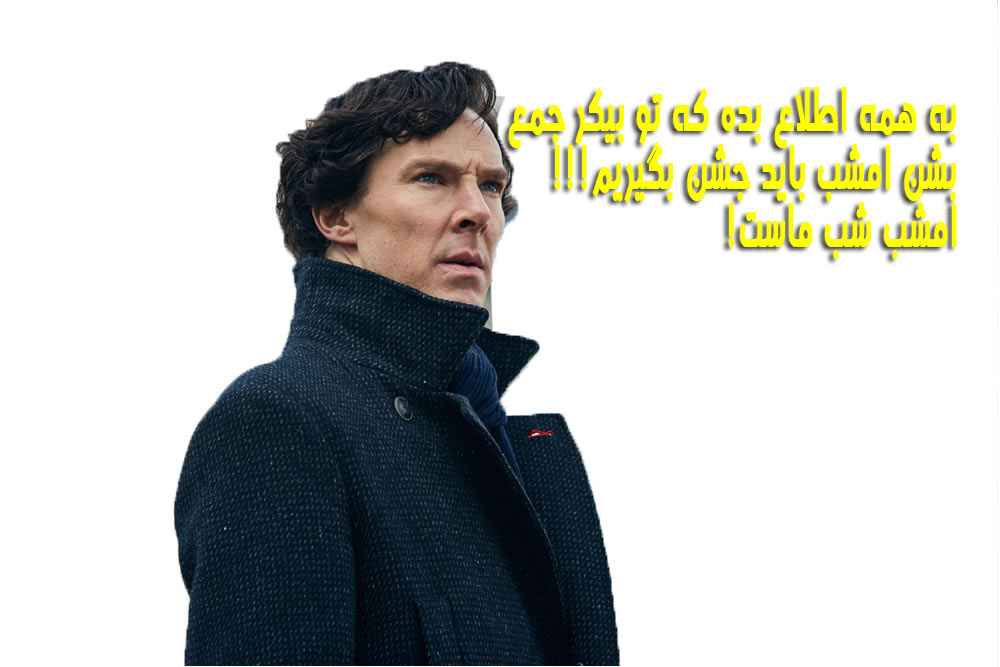 به همه اطلاع بده که تو بیکر جمع
بشن امشب باید جشن بگیریم!!!
امشب شب ماست!